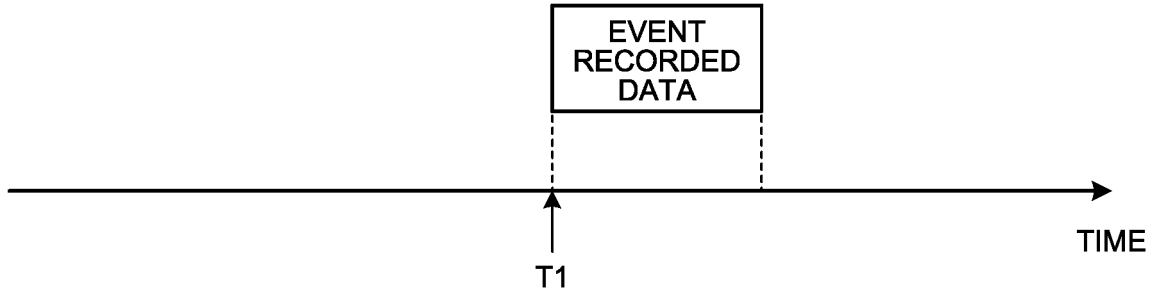 EVENT
RECORDED
DATA
TIME
T1